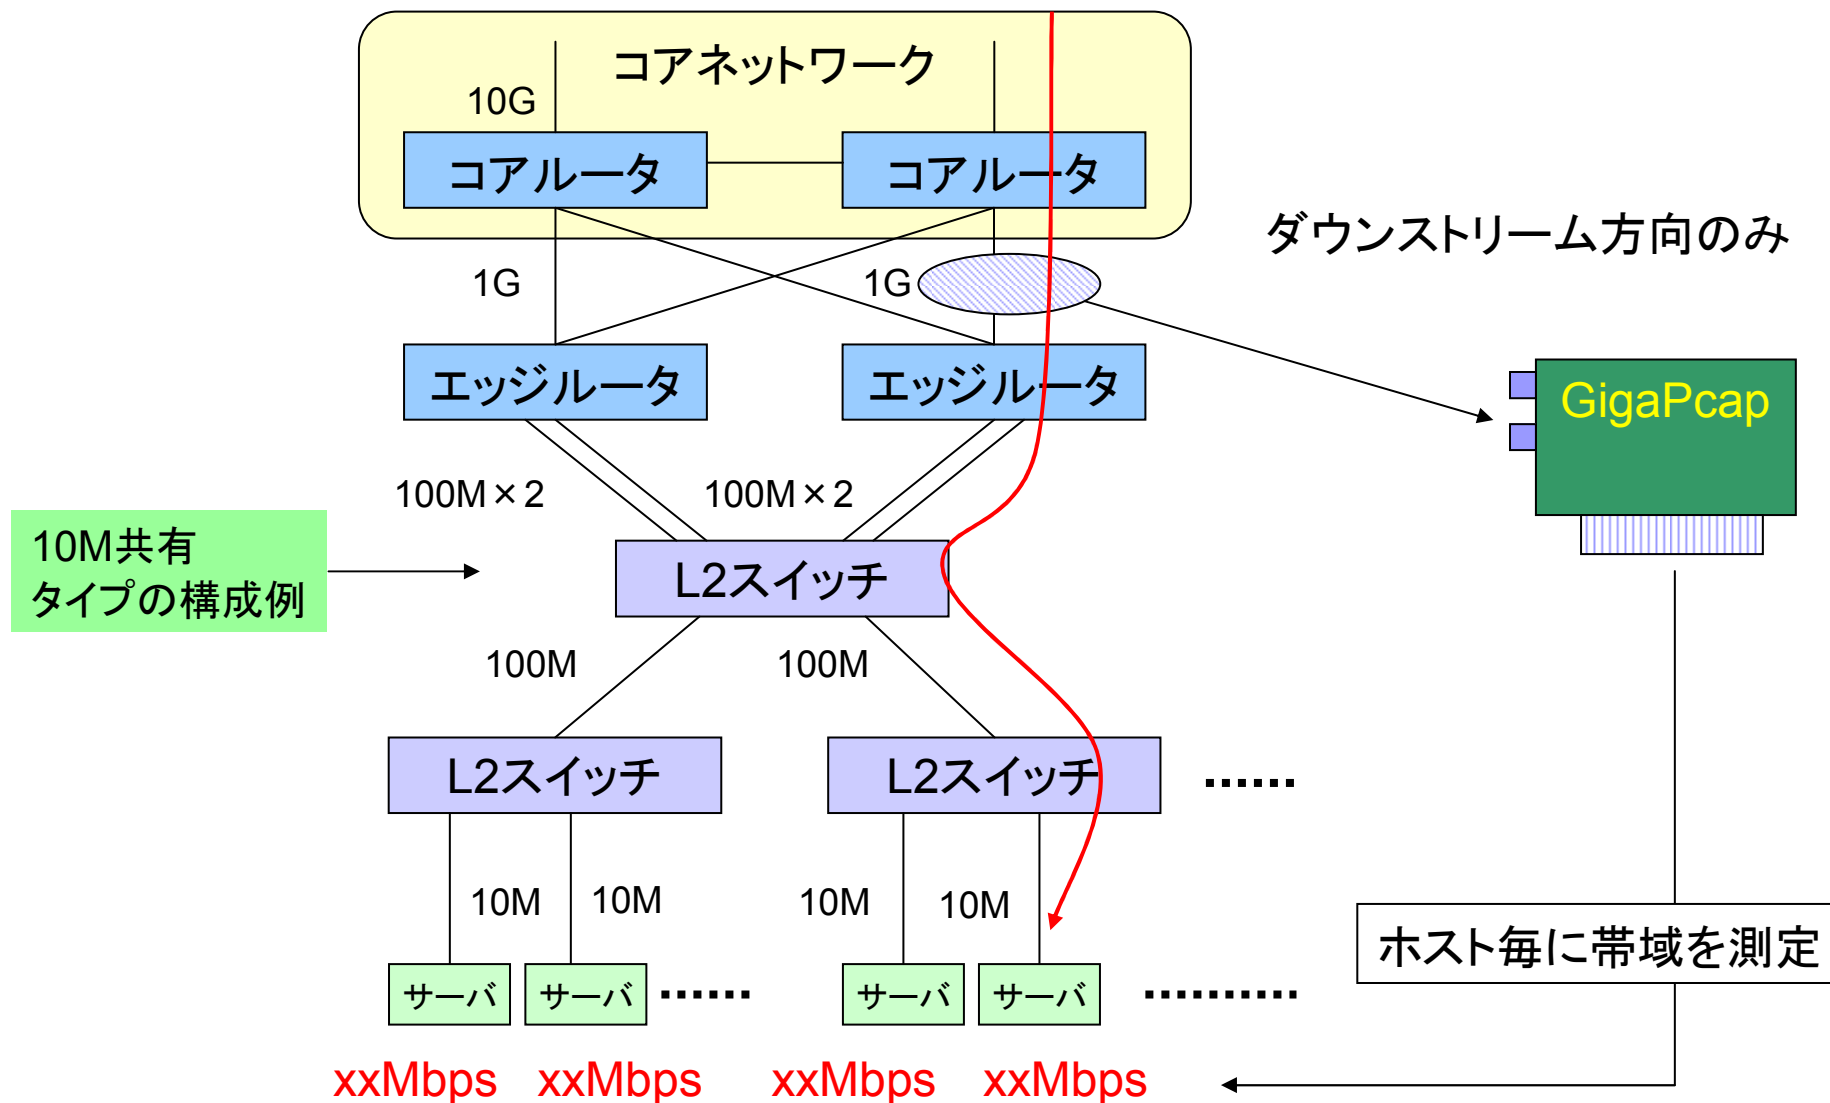 コアネットワーク
10G
コアルータ
コアルータ
ダウンストリーム方向のみ
1G
1G
エッジルータ
エッジルータ
GigaPcap
100M×2
100M×2
10M共有
タイプの構成例
L2スイッチ
100M
100M
L2スイッチ
L2スイッチ
......
10M
10M
10M
10M
ホスト毎に帯域を測定
サーバ
サーバ
......
サーバ
サーバ
..........
xxMbps
xxMbps
xxMbps
xxMbps